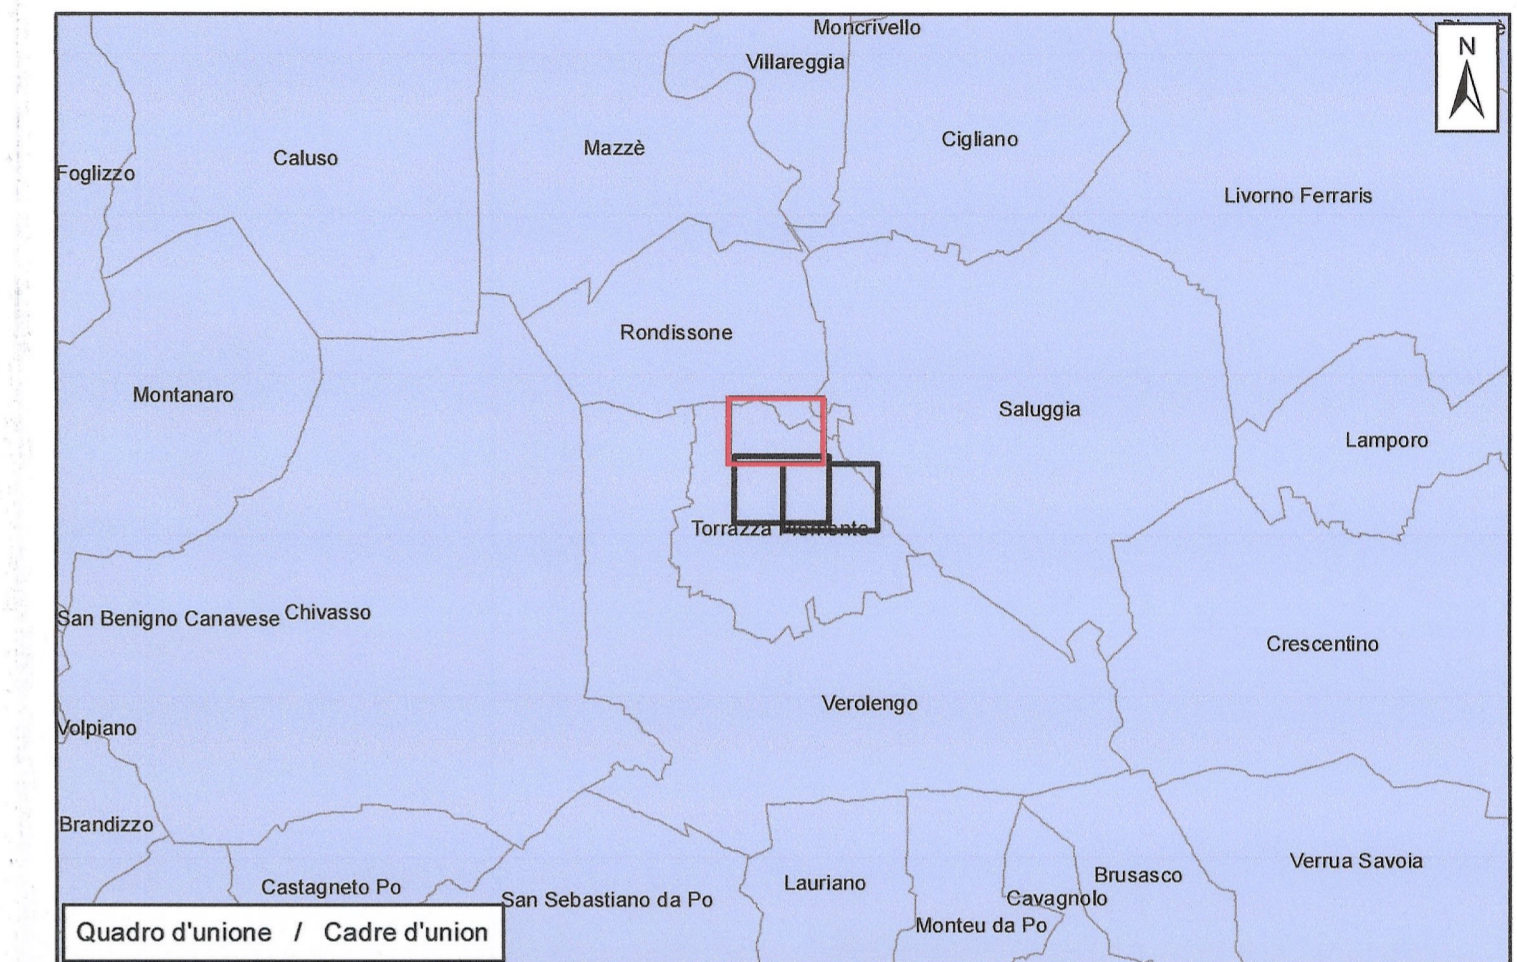 Moncrivello
Villareggia
N
Cigliano
Mazzè
Caluso
Foglizzo
Livorno Ferraris
Rondissone
Montanaro
Saluggia
Lamporo
Torrazza Piemonte
San Benigno Canavese
Chivasso
Crescentino
Verolengo
Volpiano
Brandizzo
Verrua Savoia
Brusasco
Lauriano
Castagneto Po
Cavagnolo
San Sebastiano da Po
Monteu da Po
Quadro d'unione / Cadre d'union